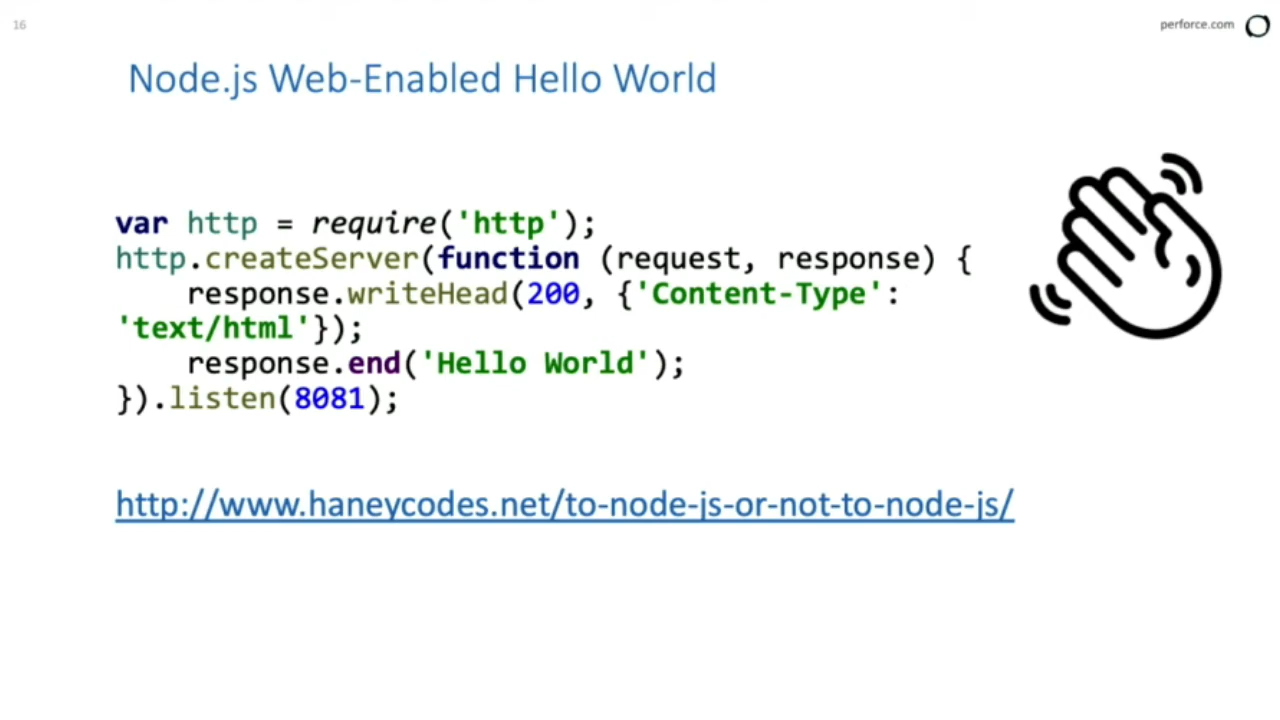 16
perforce.com
Node.js Web-Enabled Hello World
var http = require('http');
http.createServer(function (request, response) {
    response.writeHead(200, {'Content-Type':
'text/html'});
    response.end('Hello World');
}).listen(8081);
http://www.haneycodes.net/to-node-js-or-not-to-node-js/